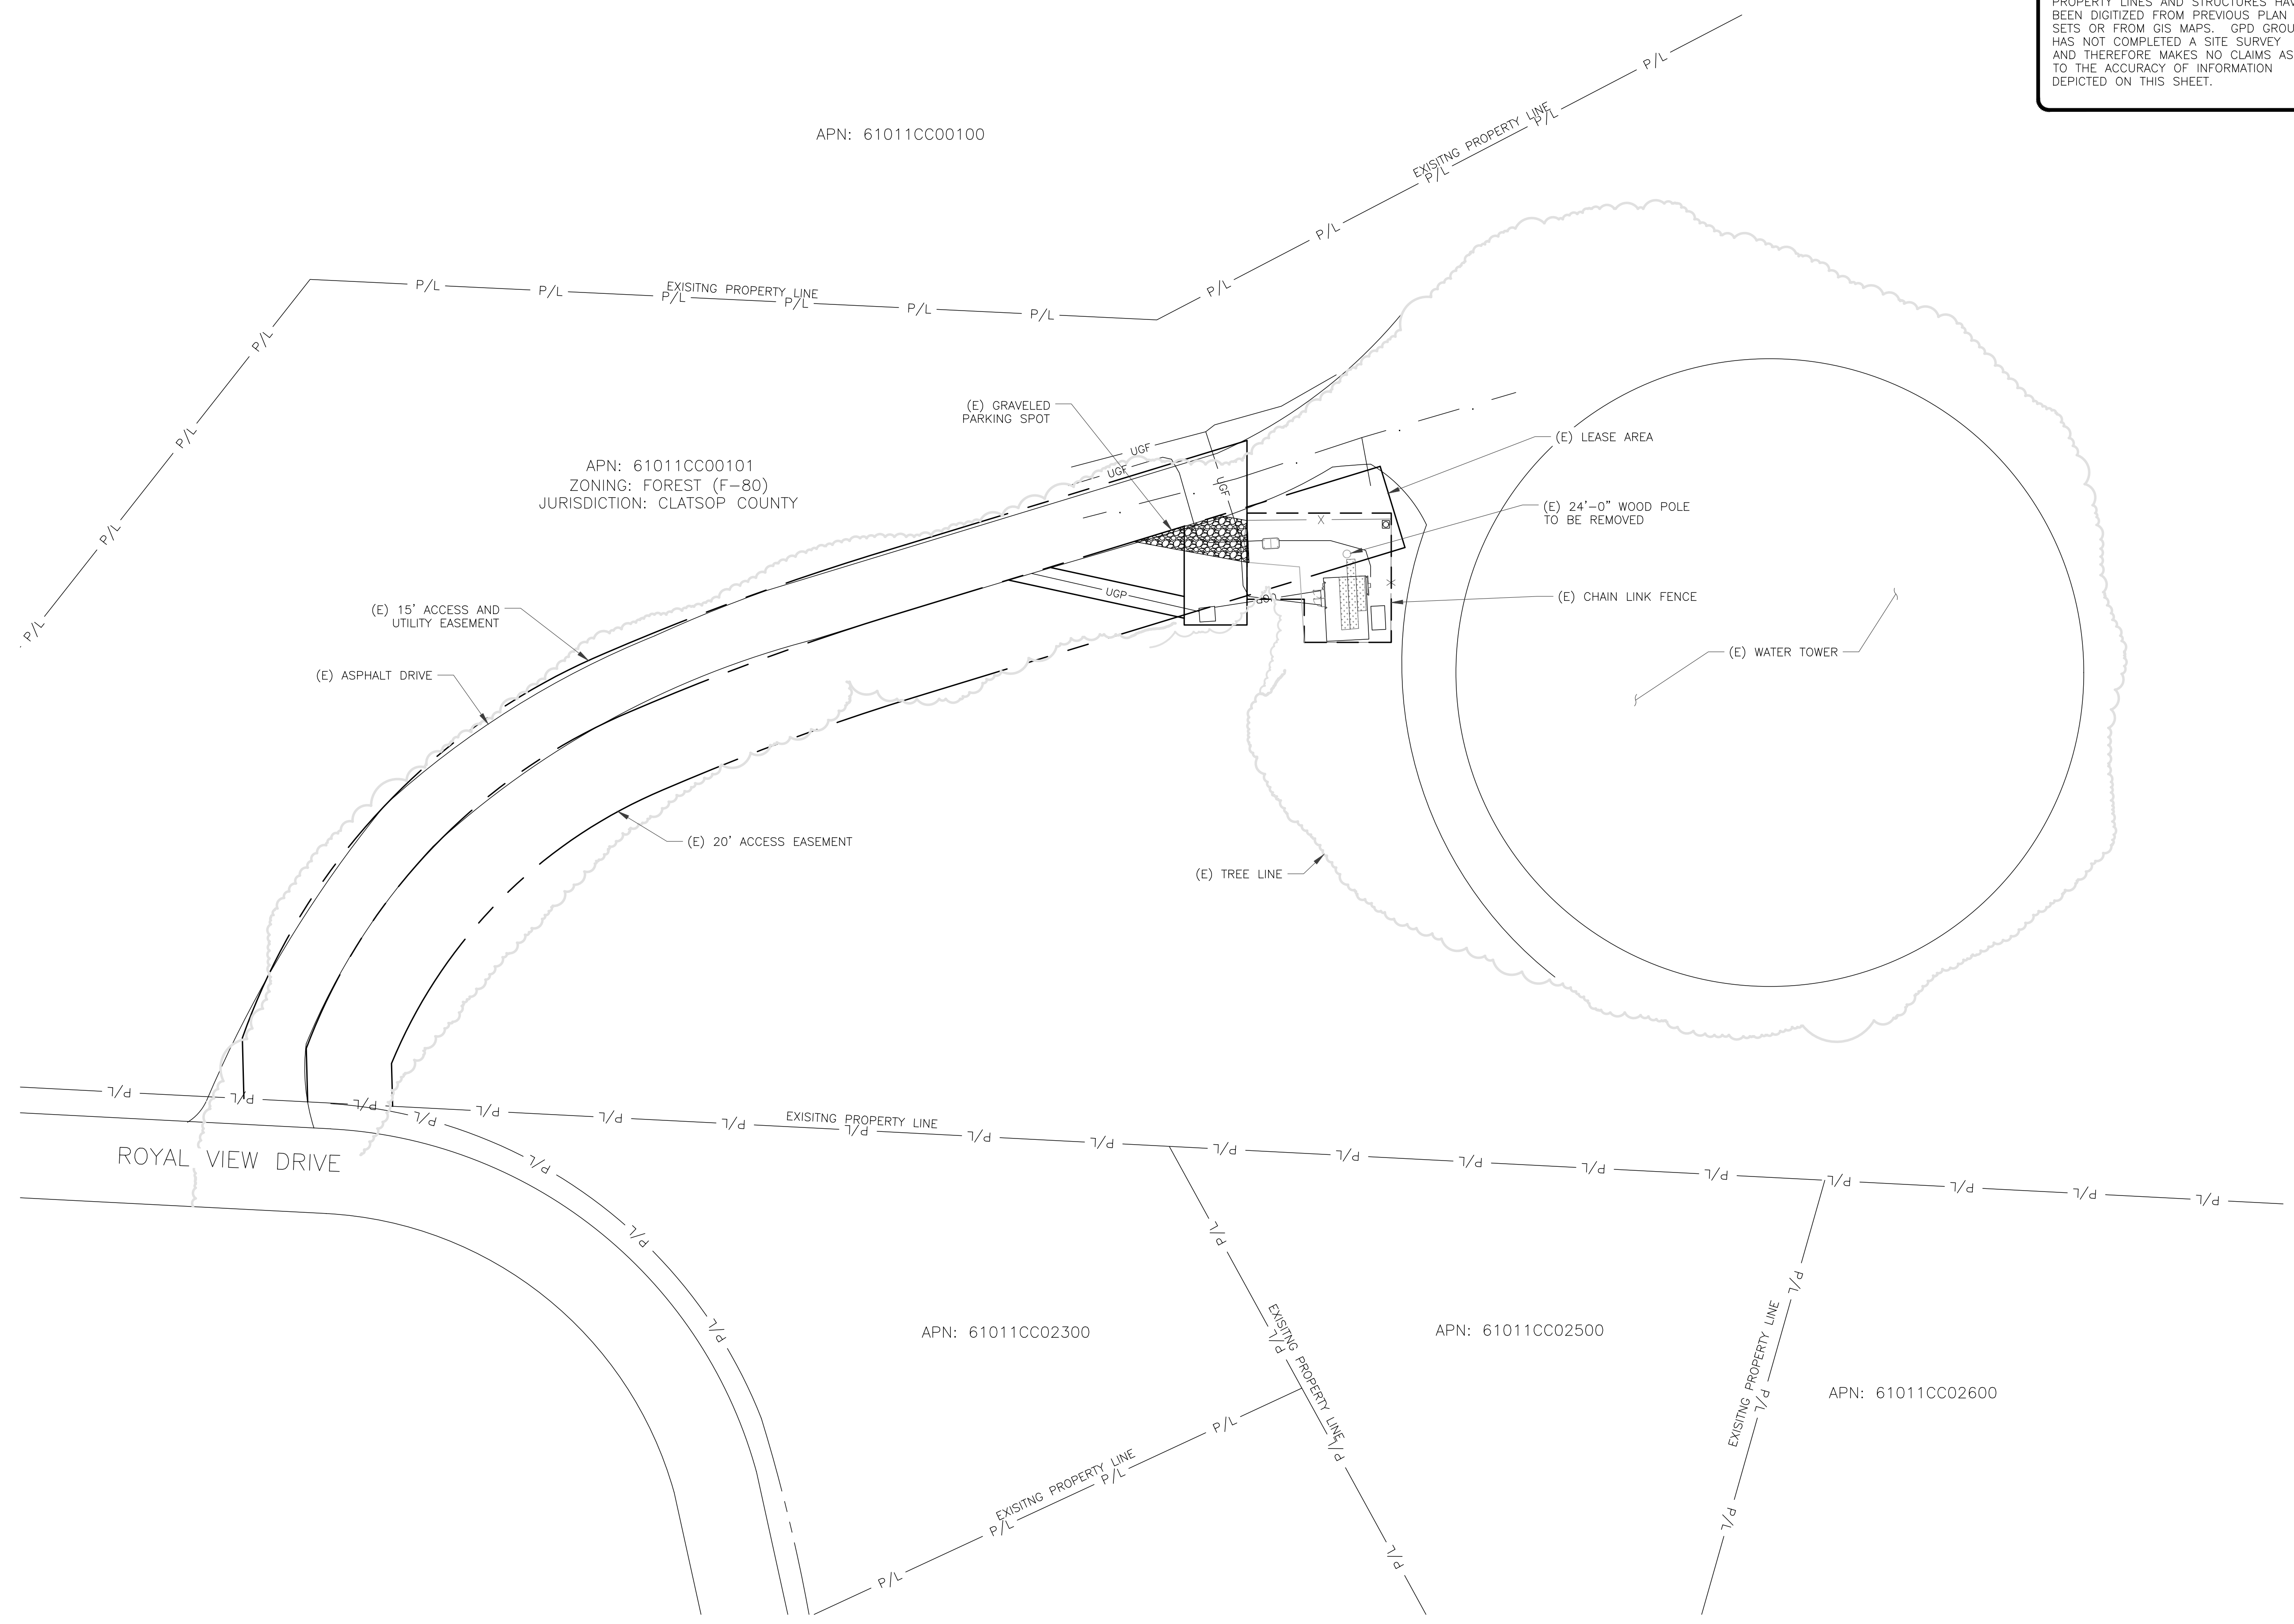 PROPERTY LINES AND STRUCTURES
BEEN DIGITIZED FROM PREVIOUS PLAN
SETS OR FROM GIS MAPS. GPD
HAS NOT COMPLETED A SITE SURVEY
AND THEREFORE MAKES NO CLAIMS AS
TO THE ACCURACY OF INFORMATION
DEPICTED ON THIS SHEET.
APN: 61011CC00100
EXISITNG PROPERTY LINE
P/L P/L P/L P/L P/L
EXISITNG PROPERTY LINE
P/L P/L P/L P/L P/L P/L
P/L P/L P/L P/L
(E) GRAVELED
PARKING SPOT
APN: 61011CC00101
ZONING: FOREST (F-80)
JURISDICTION: CLATSOP COUNTY
UGF
UGF
UGF
X
X
UGP
(E) LEASE AREA
(E) 24'-0" WOOD POLE
TO BE REMOVED
(E) CHAIN LINK FENCE
(E) WATER TOWER
(E) 15' ACCESS AND
UTILITY EASEMENT
(E) ASPHALT DRIVE
(E) 20' ACCESS EASEMENT
(E) TREE LINE
P/L P/L P/L P/L P/L P/L P/L P/L P/L P/L P/L P/L P/L P/L P/L P/L P/L P/L
EXISITNG PROPERTY LINE
ROYAL VIEW DRIVE
P/L P/L P/L P/L
APN: 61011CC02300
P/L P/L P/L P/L
EXISITNG PROPERTY LINE
APN: 61011CC02500
P/L P/L P/L
EXISITNG PROPERTY LINE
APN: 61011CC02600
EXISITNG PROPERTY LINE
P/L P/L P/L P/L